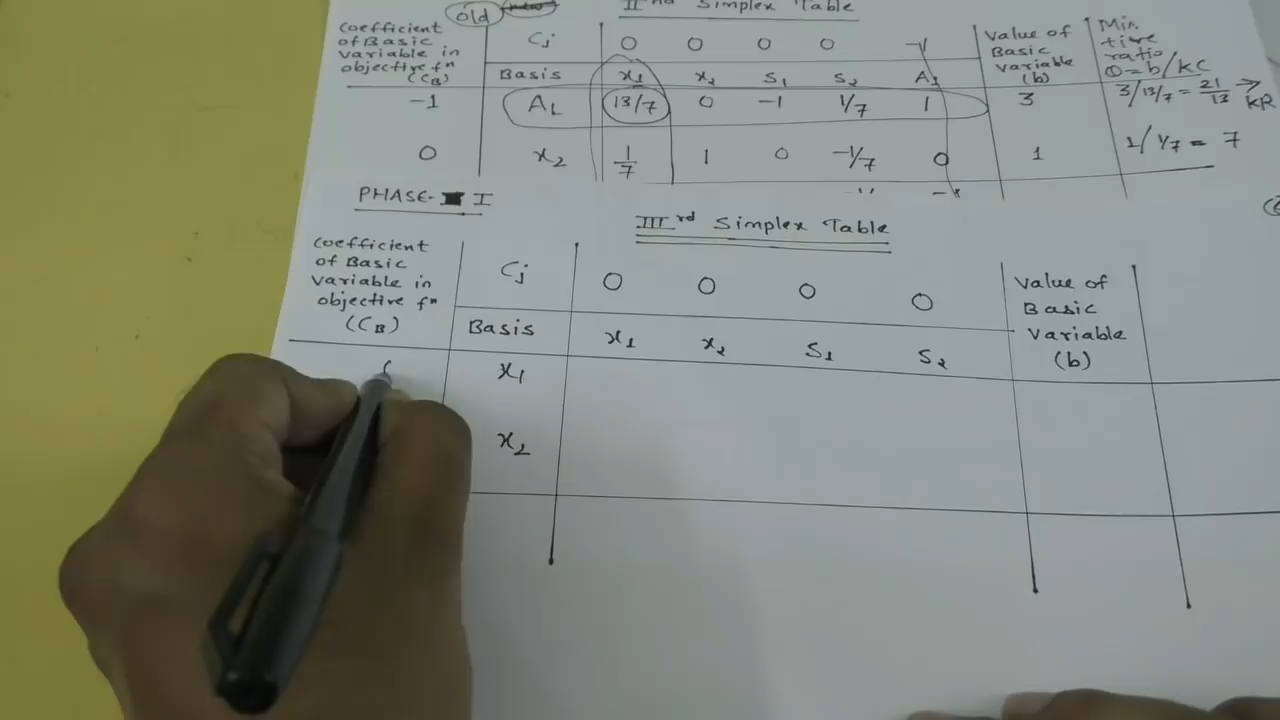 old
IInd Simplex Table
Coefficient of Basic variable in objective fn (CB)
Cj 0 0 0 0 -1
Value of Basic variable (b)
Min +ive ratio θ=b/KC
Basis x1 x2 S1 S2 A1
-1 A1 13/7 0 -1 1/7 1 3 3/13/7 = 21/13 → KR
0 x2 1/7 1 0 -1/7 0 1 1/1/7 = 7
PHASE- I
IIIrd Simplex Table
Coefficient of Basic Variable in objective fn (CB)
Cj 0 0 0 0
Value of Basic Variable (b)
Basis x1 x2 S1 S2
x1
x2